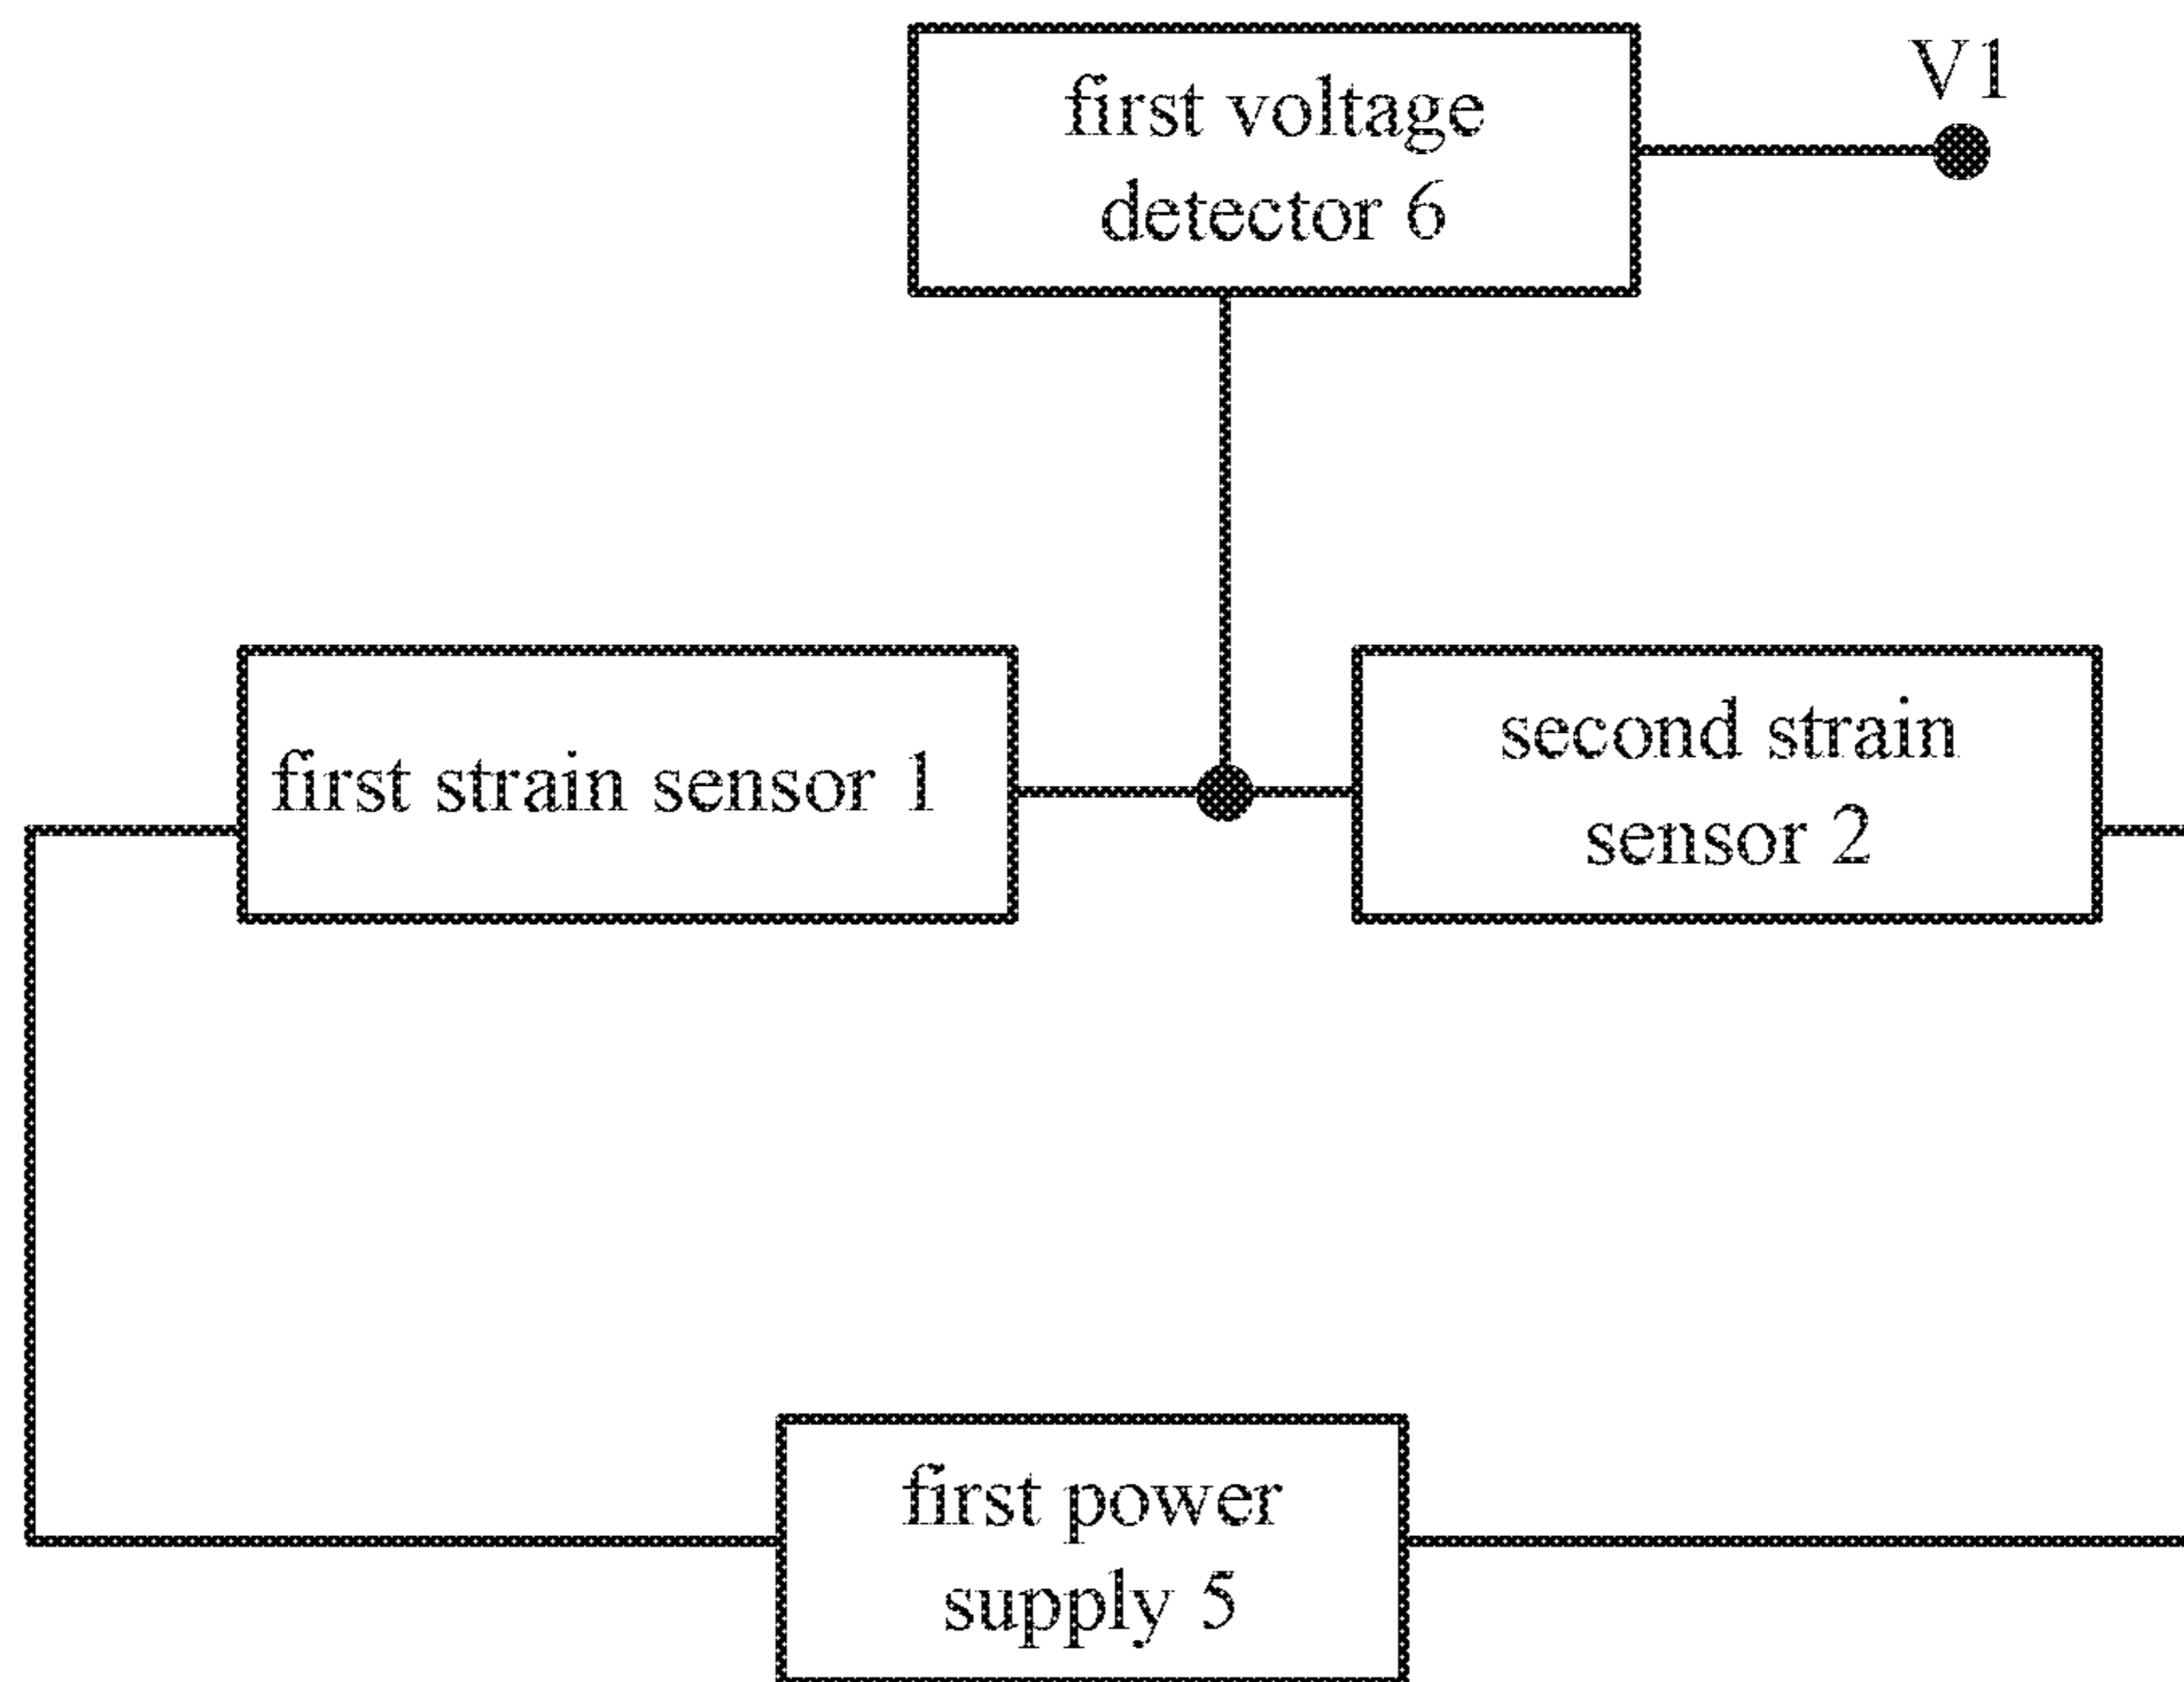 first voltage
detector 6
V1
first strain sensor 1
second strain
sensor 2
first power
supply 5